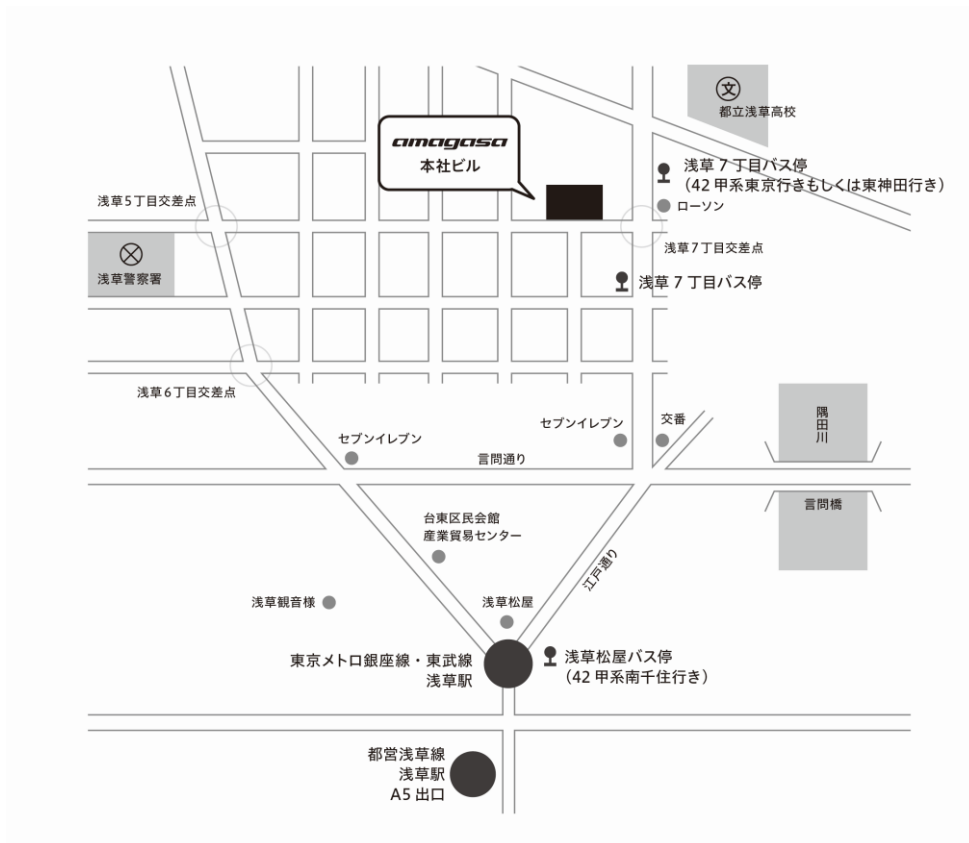 文
都立浅草高校
amagasa
本社ビル
浅草7丁目バス停
(42甲系東京行きもしくは東神田行き)
ローソン
浅草5丁目交差点
浅草7丁目交差点
浅草警察署
浅草7丁目バス停
浅草6丁目交差点
セブンイレブン
セブンイレブン
交番
隅田川
言問通り
言問橋
台東区民会館
産業貿易センター
江戸通り
浅草観音様
浅草松屋
東京メトロ銀座線・東武線
浅草駅
浅草松屋バス停
(42甲系南千住行き)
都営浅草線
浅草駅
A5出口